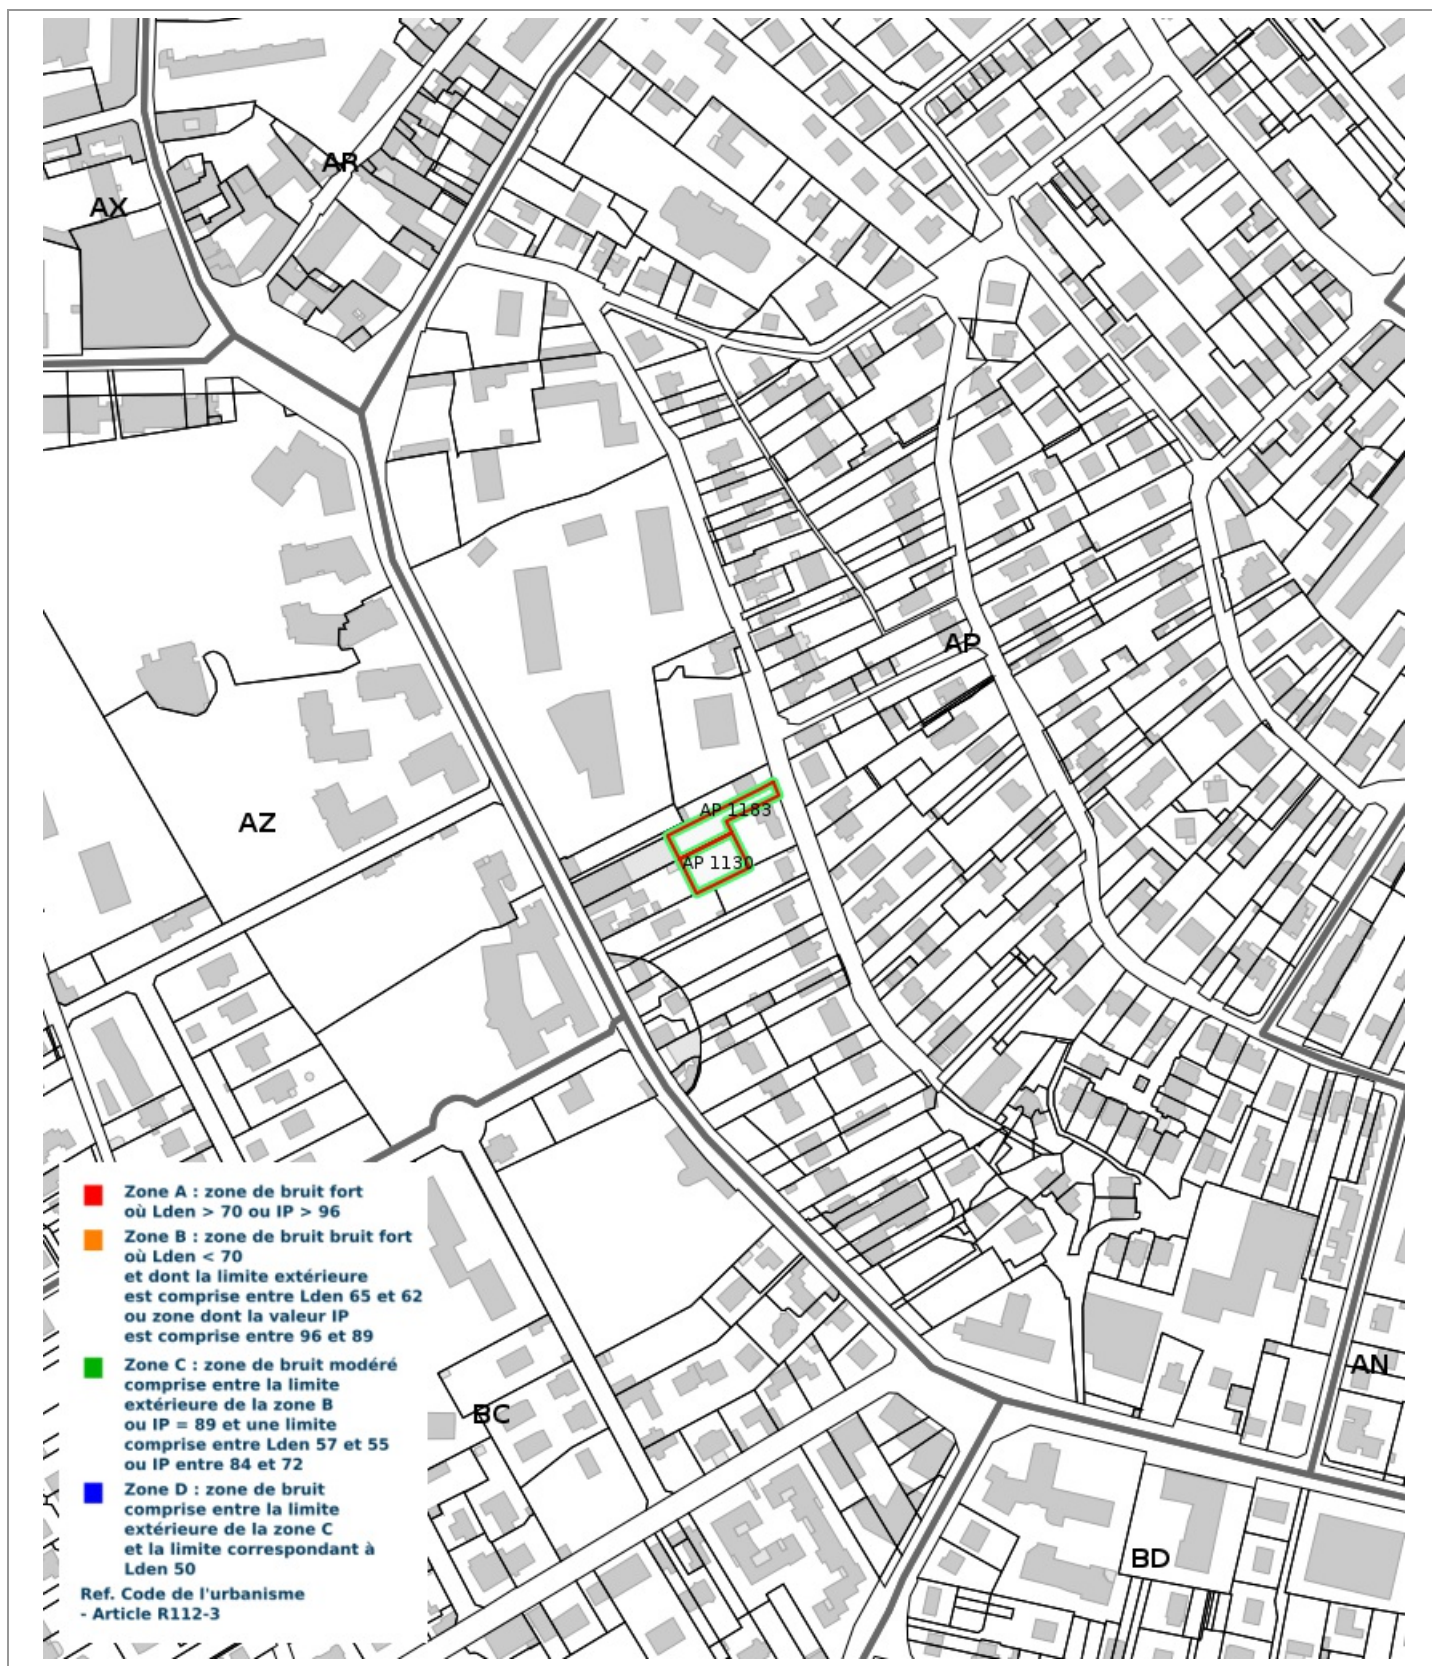 AR
AX
AP
AP 1183
AZ
AP 1130
Zone A : zone de bruit fort
où Lden > 70 ou IP > 96
Zone B : zone de bruit bruit fort
où Lden < 70
et dont la limite extérieure
est comprise entre Lden 65 et 62
ou zone dont la valeur IP
est comprise entre 96 et 89
Zone C : zone de bruit modéré
comprise entre la limite
extérieure de la zone B
ou IP = 89 et une limite
comprise entre Lden 57 et 55
ou IP entre 84 et 72
Zone D : zone de bruit
comprise entre la limite
extérieure de la zone C
et la limite correspondant à
Lden 50
Ref. Code de l'urbanisme
- Article R112-3
AN
BC
BD